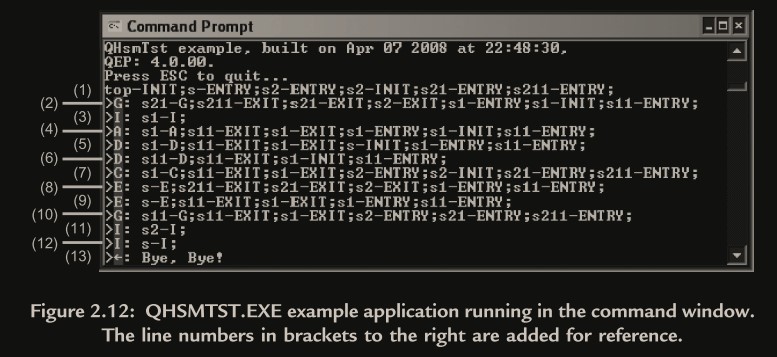 Command Prompt
QHsmTst example, built on Apr 07 2008 at 22:48:30,
QEP: 4.0.00.
Press ESC to quit...
(1) top-INIT;s-ENTRY;s2-ENTRY;s2-INIT;s21-ENTRY;s211-ENTRY;
(2) >G: s21-G;s211-EXIT;s21-EXIT;s2-EXIT;s1-ENTRY;s1-INIT;s11-ENTRY;
(3) >I: s1-I;
(4) >A: s1-A;s11-EXIT;s1-EXIT;s1-ENTRY;s1-INIT;s11-ENTRY;
(5) >D: s1-D;s11-EXIT;s1-EXIT;s-INIT;s1-ENTRY;s11-ENTRY;
(6) >D: s11-D;s11-EXIT;s1-INIT;s11-ENTRY;
(7) >C: s1-C;s11-EXIT;s1-EXIT;s2-ENTRY;s2-INIT;s21-ENTRY;s211-ENTRY;
(8) >E: s-E;s211-EXIT;s21-EXIT;s2-EXIT;s1-ENTRY;s11-ENTRY;
(9) >E: s-E;s11-EXIT;s1-EXIT;s1-ENTRY;s11-ENTRY;
(10) >G: s11-G;s11-EXIT;s1-EXIT;s2-ENTRY;s21-ENTRY;s211-ENTRY;
(11) >I: s2-I;
(12) >I: s-I;
(13) >←: Bye, Bye!
Figure 2.12: QHSMTST.EXE example application running in the command window.
The line numbers in brackets to the right are added for reference.